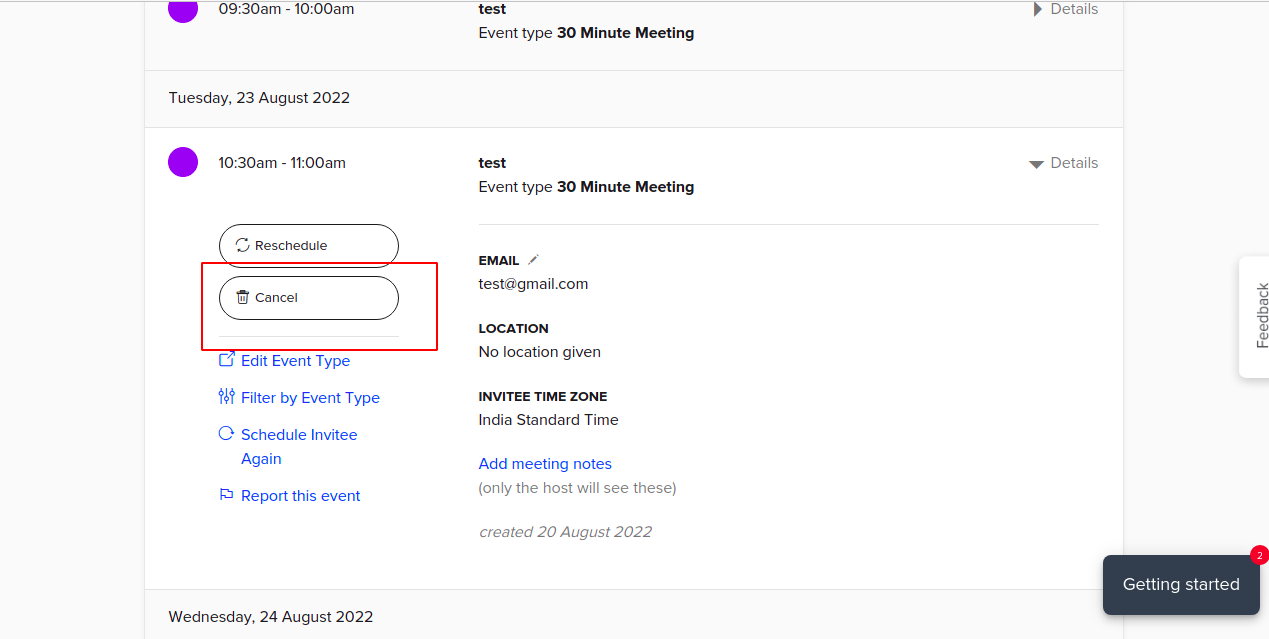 09:30am - 10:00am
test
Details
Event type 30 Minute Meeting
Tuesday, 23 August 2022
10:30am - 11:00am
test
Details
Event type 30 Minute Meeting
Reschedule
Cancel
Edit Event Type
Filter by Event Type
Schedule Invitee
Again
Report this event
EMAIL
test@gmail.com
LOCATION
No location given
INVITEE TIME ZONE
India Standard Time
Add meeting notes
(only the host will see these)
created 20 August 2022
Wednesday, 24 August 2022
Feedback
2
Getting started